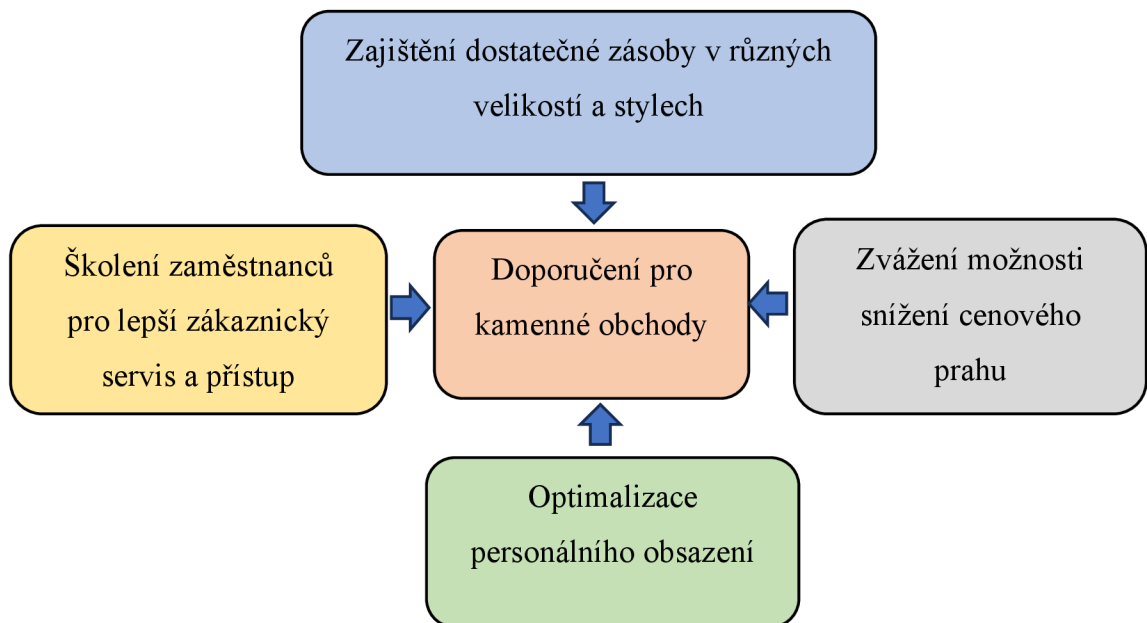 Zajištění dostatečné zásoby v různých
velikostí a stylech
Školení zaměstnanců
pro lepší zákaznický
servis a přístup
Doporučení pro
kamenné obchody
Zvážení možnosti
snížení cenového
prahu
Optimalizace
personálního obsazení